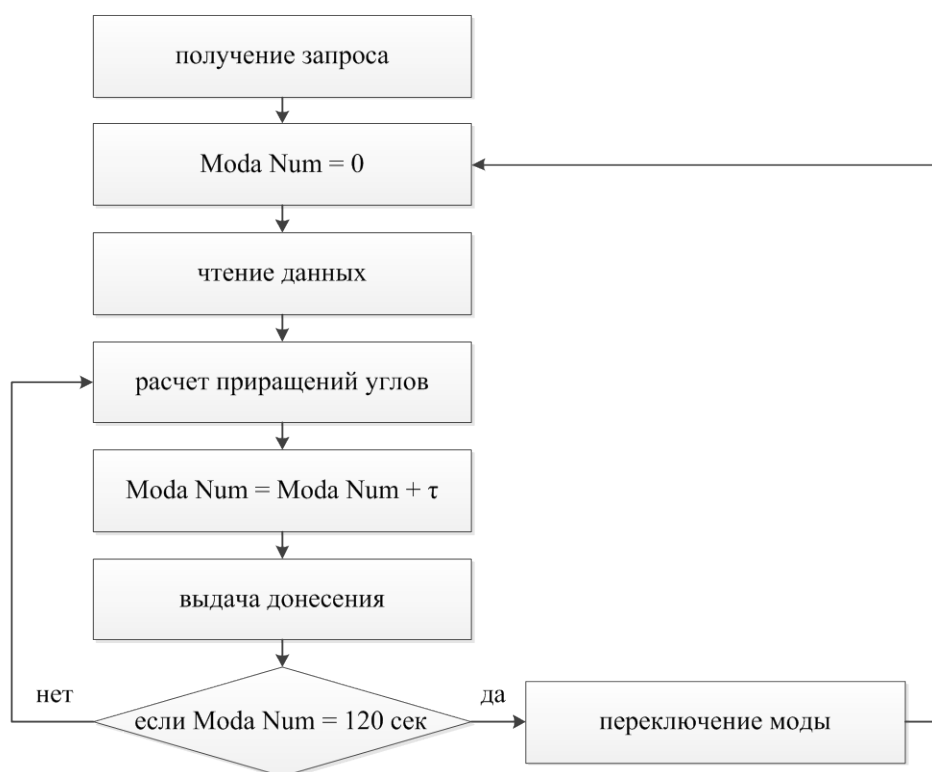 получение запроса
Moda Num = 0
чтение данных
расчет приращений углов
Moda Num = Moda Num + τ
выдача донесения
нет
если Moda Num = 120 сек
да
переключение моды